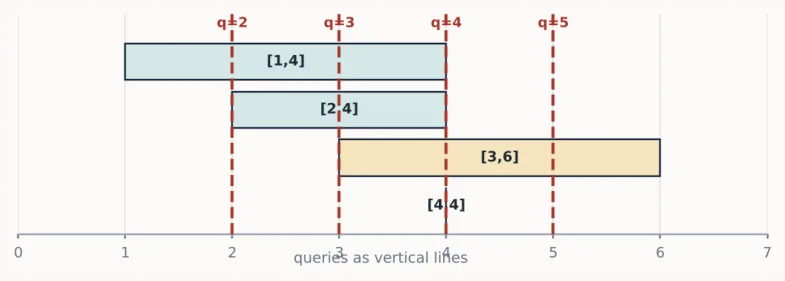 q=2 q=3 q=4 q=5
[1,4]
[2,4]
[3,6]
[4,4]
0 1 2 3 4 5 6 7
queries as vertical lines